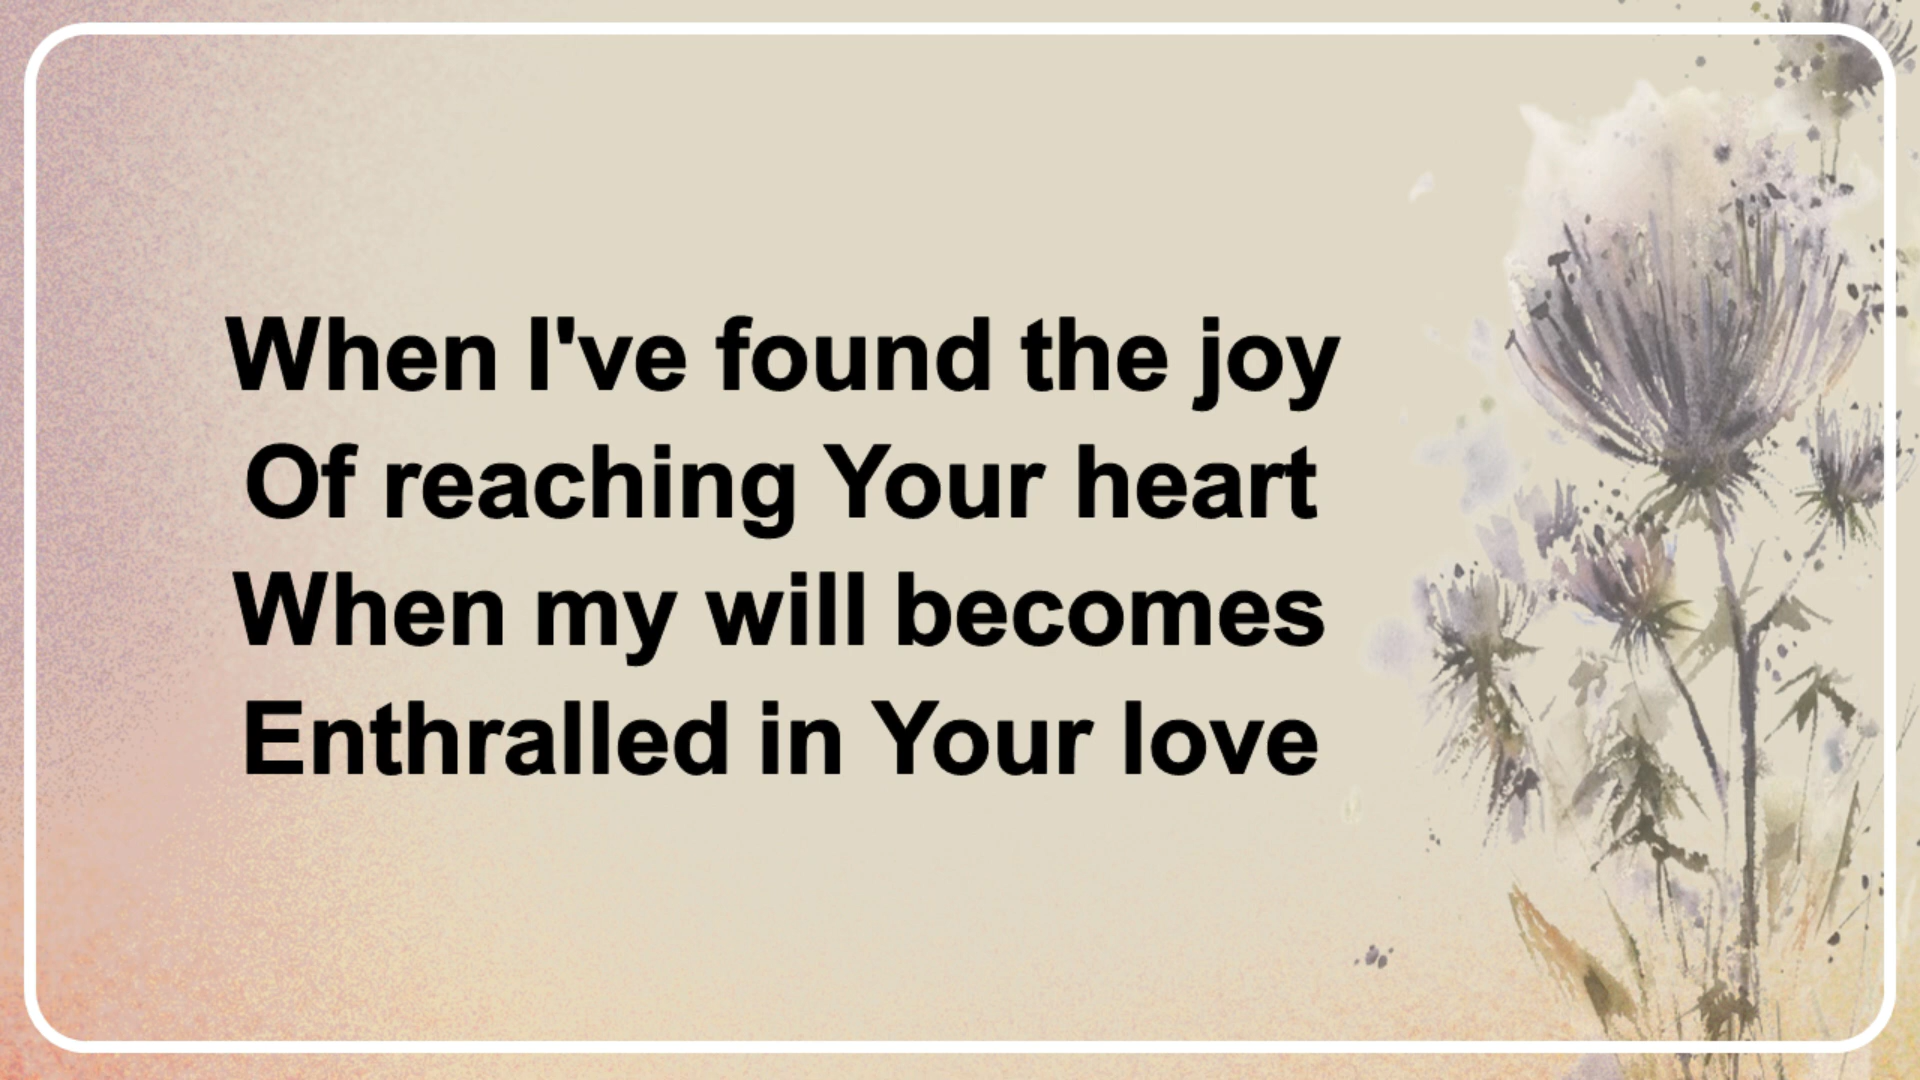 When I've found the joy
Of reaching Your heart
When my will becomes
Enthralled in Your love